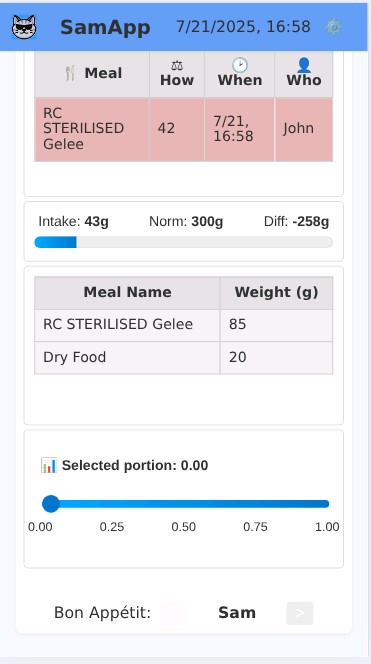 SamApp 7/21/2025, 16:58
Meal How When Who
RC STERILISED Gelee 42 7/21, 16:58 John
Intake: 43g Norm: 300g Diff: -258g
Meal Name Weight (g)
RC STERILISED Gelee 85
Dry Food 20
Selected portion: 0.00
0.00 0.25 0.50 0.75 1.00
Bon Appétit: Sam >